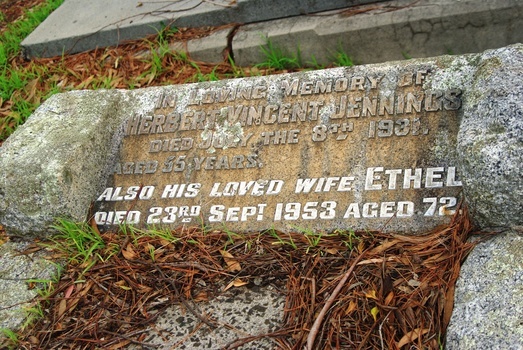 IN LOVING MEMORY OF
HERBERT VINCENT JENNINGS
DIED JULY THE 8TH 1931.
AGED 55 YEARS.
ALSO HIS LOVED WIFE ETHEL
DIED 23RD SEPT 1953 AGED 72.